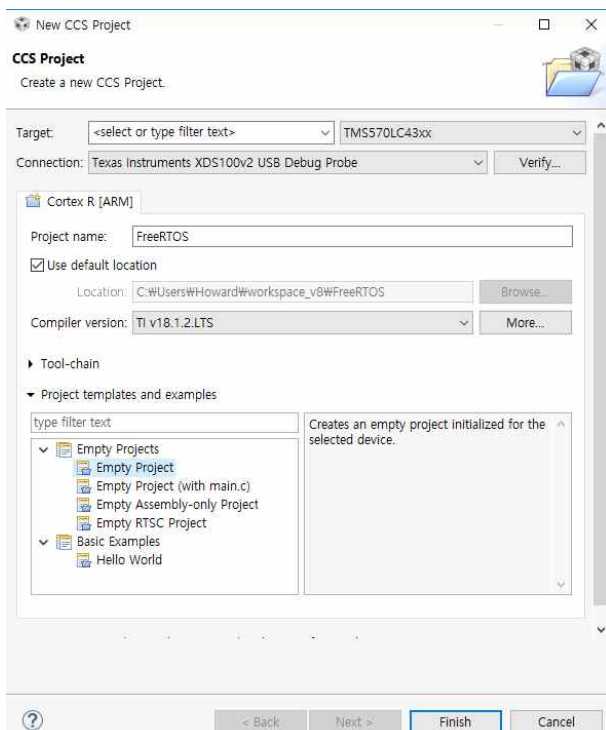 New CCS Project
CCS Project
Create a new CCS Project.
Target: <select or type filter text> TMS570LC43xx
Connection: Texas Instruments XDS100v2 USB Debug Probe Verify...
Cortex R [ARM]
Project name: FreeRTOS
Use default location
Location: C:₩Users₩Howard₩workspace_v8₩FreeRTOS Browse...
Compiler version: TI v18.1.2.LTS More...
Tool-chain
Project templates and examples
type filter text
Empty Projects
Empty Project
Empty Project (with main.c)
Empty Assembly-only Project
Empty RTSC Project
Basic Examples
Hello World
Creates an empty project initialized for the
selected device.
? < Back Next > Finish Cancel